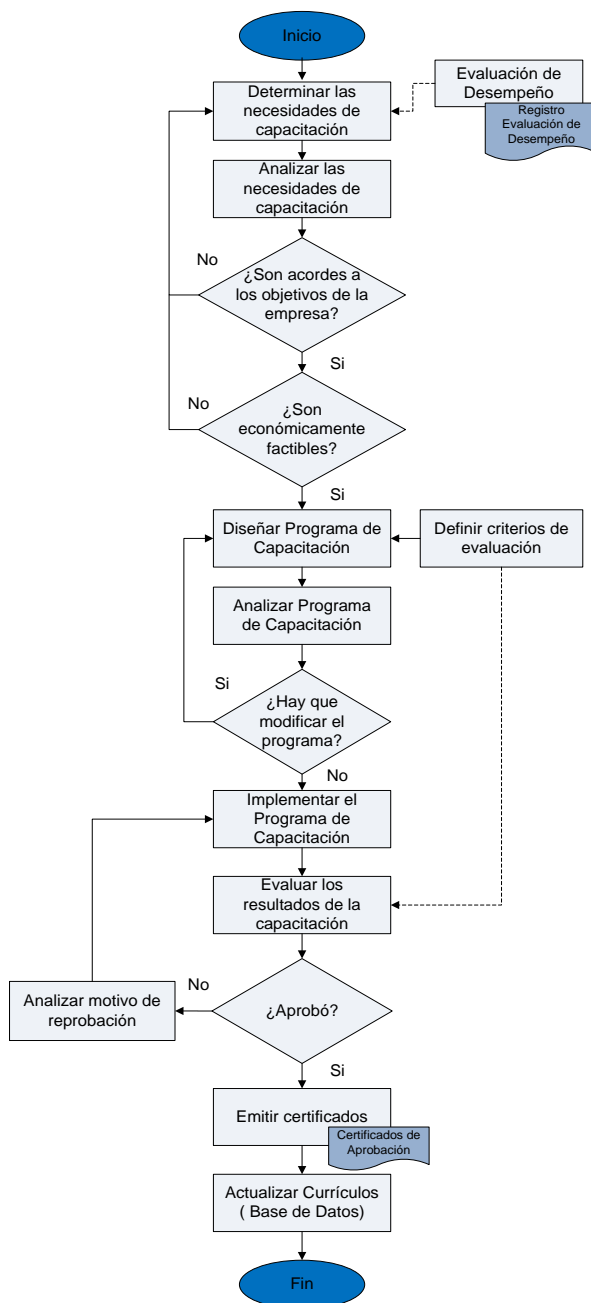 Inicio
Evaluación de
Desempeño
Registro
Evaluación de
Desempeño
Determinar las
necesidades de
capacitación
Analizar las
necesidades de
capacitación
No
¿Son acordes a
los objetivos de la
empresa?
Si
No
¿Son
económicamente
factibles?
Si
Diseñar Programa de
Capacitación
Definir criterios de
evaluación
Analizar Programa
de Capacitación
Si
¿Hay que
modificar el
programa?
No
Implementar el
Programa de
Capacitación
Evaluar los
resultados de la
capacitación
No
Analizar motivo de
reprobación
¿Aprobó?
Si
Emitir certificados
Certificados de
Aprobación
Actualizar Currículos
( Base de Datos)
Fin